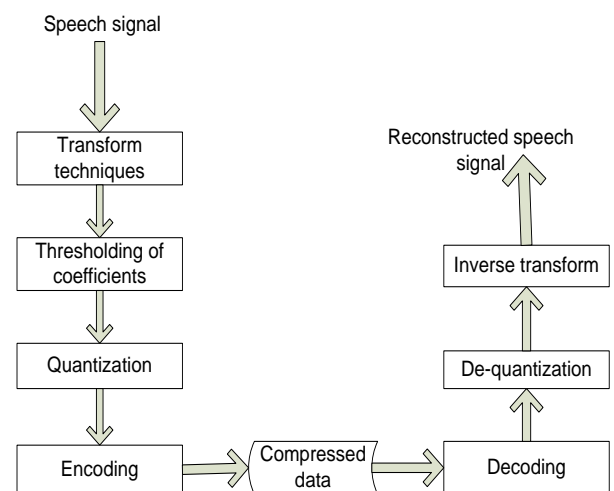 Speech signal
Transform
techniques
Thresholding of
coefficients
Quantization
Encoding
Compressed
data
Decoding
De-quantization
Inverse transform
Reconstructed speech
signal